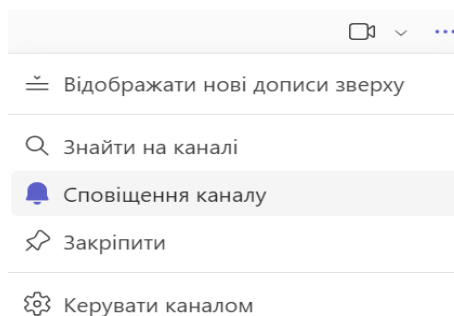 Відображати нові дописи зверху
Знайти на каналі
Сповіщення каналу
Закріпити
Керувати каналом